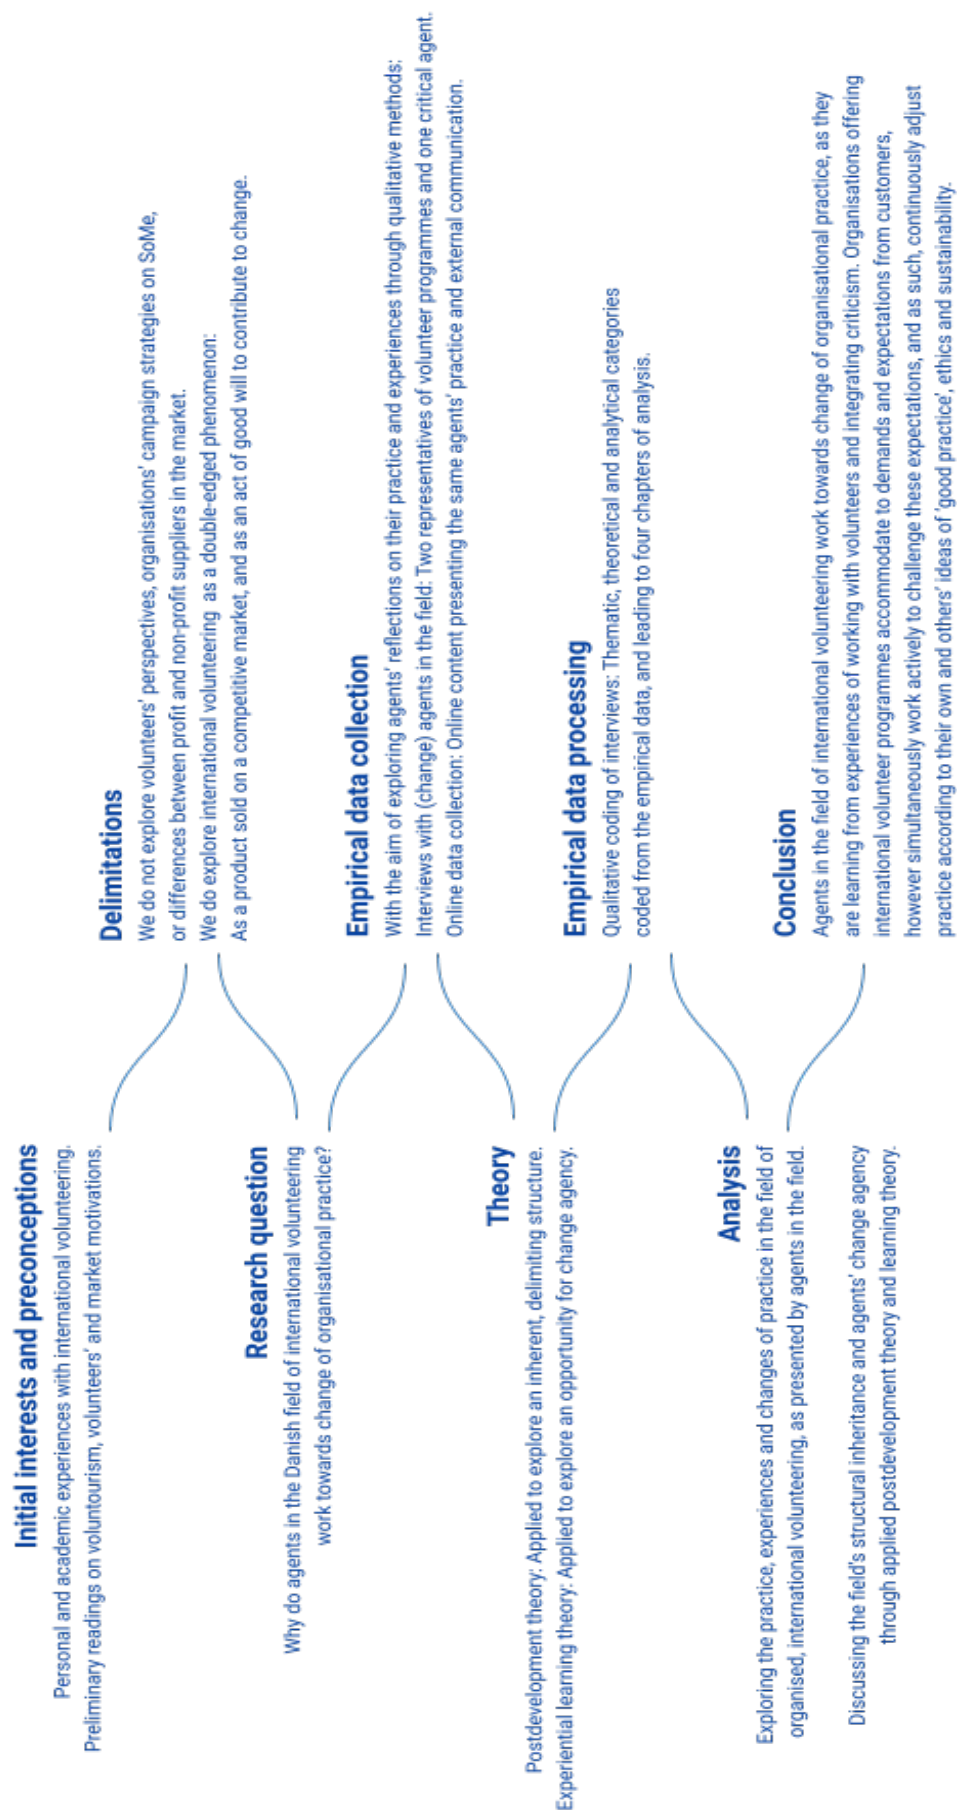 Initial interests and preconceptions
Personal and academic experiences with international volunteering.
Preliminary readings on voluntourism, volunteers' and market motivations.
Delimitations
We do not explore volunteers' perspectives, organisations' campaign strategies on SoMe,
or differences between profit and non-profit suppliers in the market.
We do explore international volunteering as a double-edged phenomenon:
As a product sold on a competitive market, and as an act of good will to contribute to change.
Research question
Why do agents in the Danish field of international volunteering
work towards change of organisational practice?
Empirical data collection
With the aim of exploring agents' reflections on their practice and experiences through qualitative methods:
Interviews with (change) agents in the field: Two representatives of volunteer programmes and one critical agent.
Online data collection: Online content presenting the same agents' practice and external communication.
Theory
Postdevelopment theory: Applied to explore an inherent, delimiting structure.
Experiential learning theory: Applied to explore an opportunity for change agency.
Empirical data processing
Qualitative coding of interviews: Thematic, theoretical and analytical categories
coded from the empirical data, and leading to four chapters of analysis.
Analysis
Exploring the practice, experiences and changes of practice in the field of
organised, international volunteering, as presented by agents in the field.
Discussing the field's structural inheritance and agents' change agency
through applied postdevelopment theory and learning theory.
Conclusion
Agents in the field of international volunteering work towards change of organisational practice, as they
are learning from experiences of working with volunteers and integrating criticism. Organisations offering
international volunteer programmes accommodate to demands and expectations from customers,
however simultaneously work actively to challenge these expectations, and as such, continuously adjust
practice according to their own and others' ideas of 'good practice', ethics and sustainability.